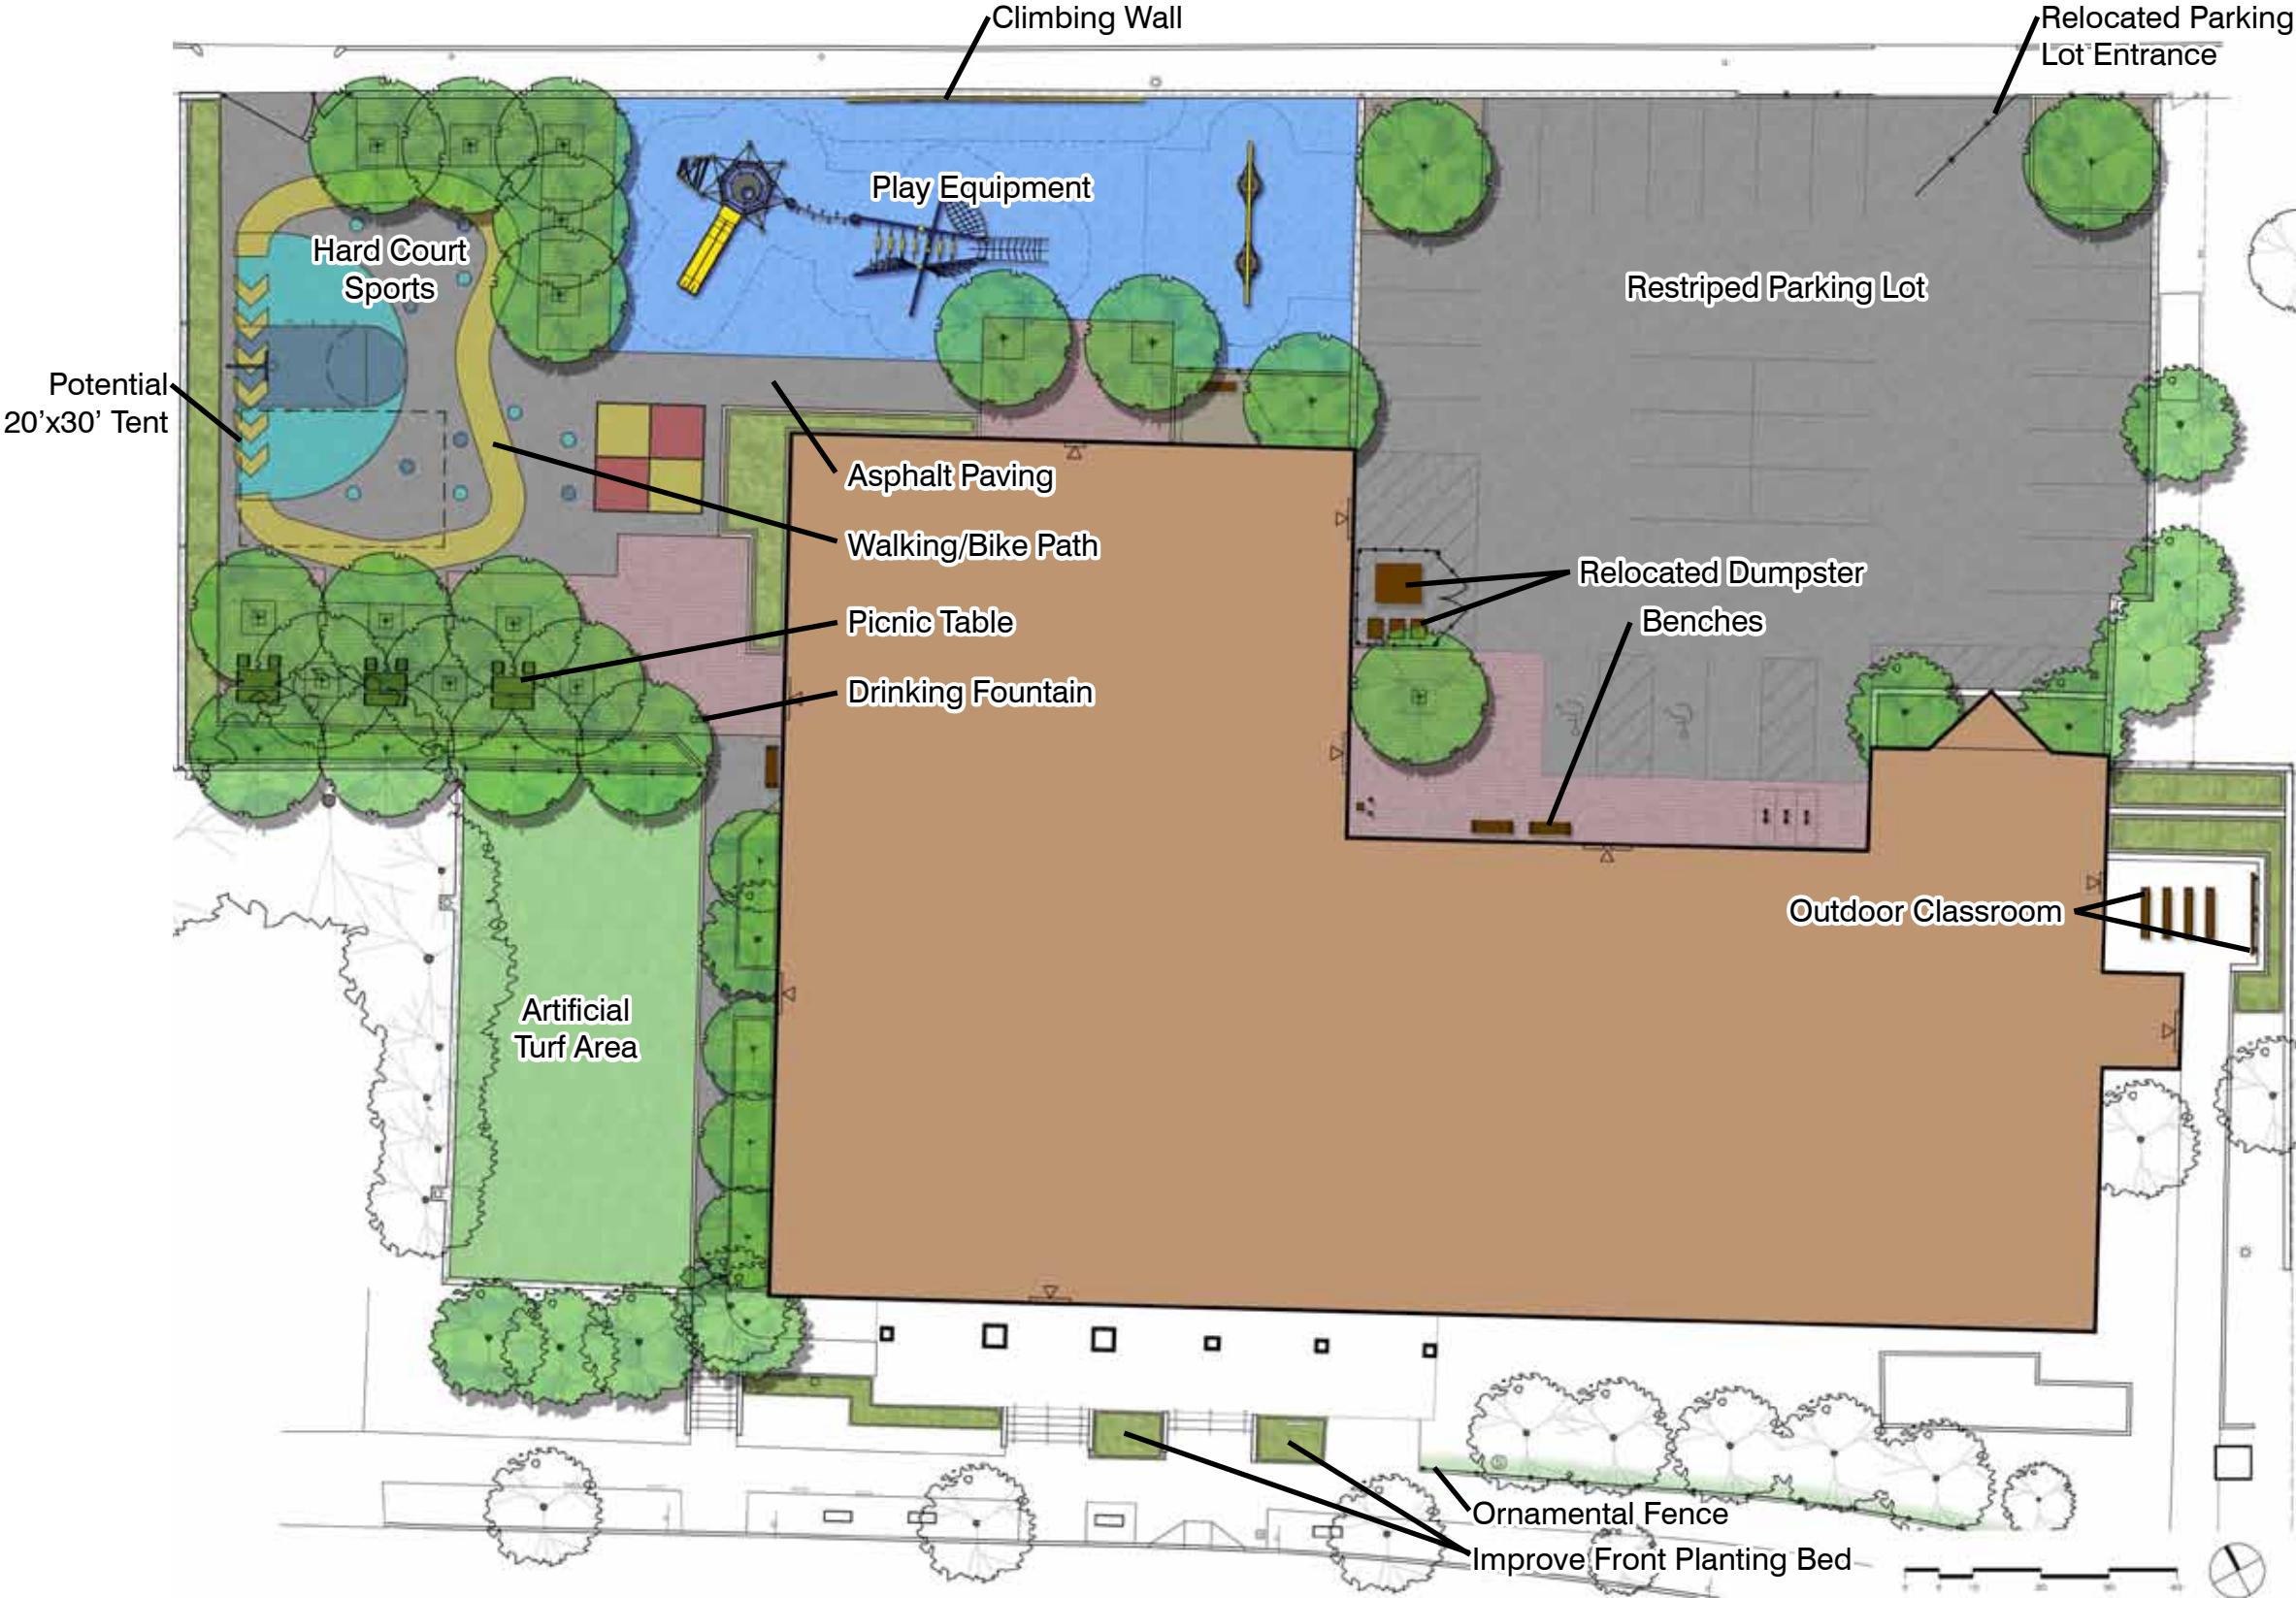 Climbing Wall
Relocated Parking
Lot Entrance
Play Equipment
Hard Court
Sports
Restriped Parking Lot
Potential
20’x30’ Tent
Asphalt Paving
Walking/Bike Path
Relocated Dumpster
Picnic Table
Benches
Drinking Fountain
Outdoor Classroom
Artificial
Turf Area
Ornamental Fence
Improve Front Planting Bed